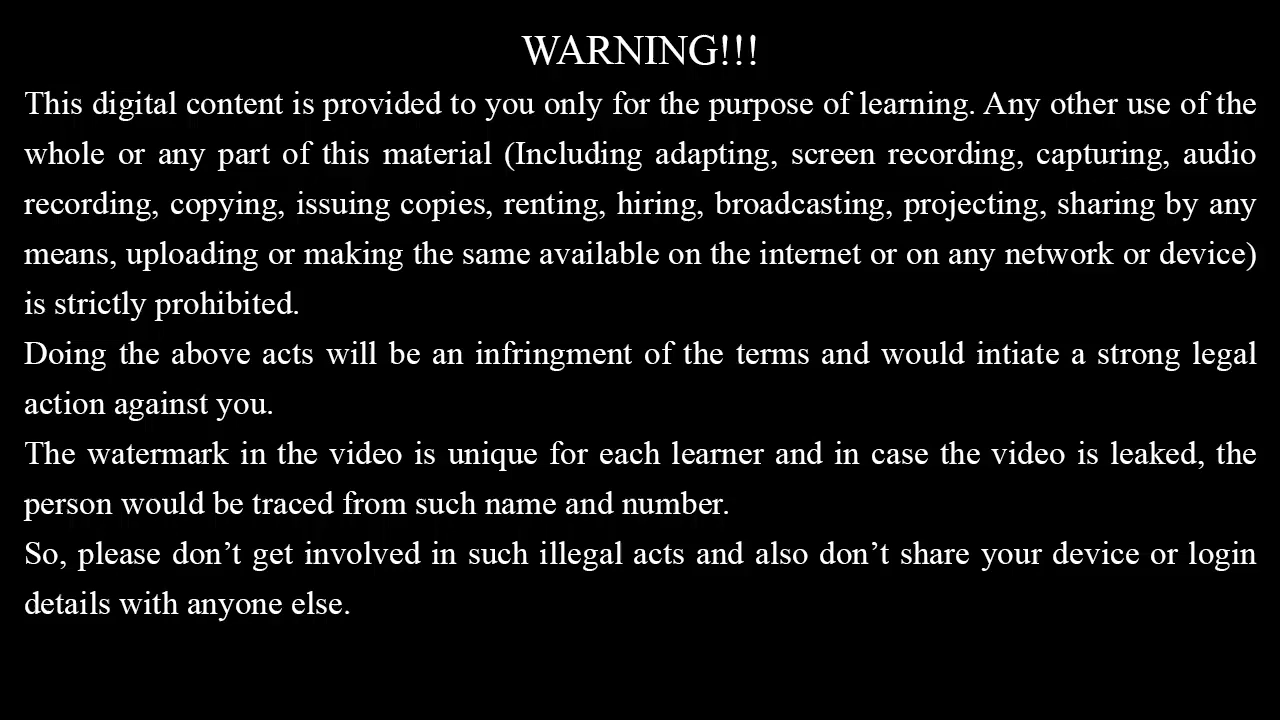 WARNING!!!
This digital content is provided to you only for the purpose of learning. Any other use of the
whole or any part of this material (Including adapting, screen recording, capturing, audio
recording, copying, issuing copies, renting, hiring, broadcasting, projecting, sharing by any
means, uploading or making the same available on the internet or on any network or device)
is strictly prohibited.
Doing the above acts will be an infringment of the terms and would intiate a strong legal
action against you.
The watermark in the video is unique for each learner and in case the video is leaked, the
person would be traced from such name and number.
So, please don’t get involved in such illegal acts and also don’t share your device or login
details with anyone else.